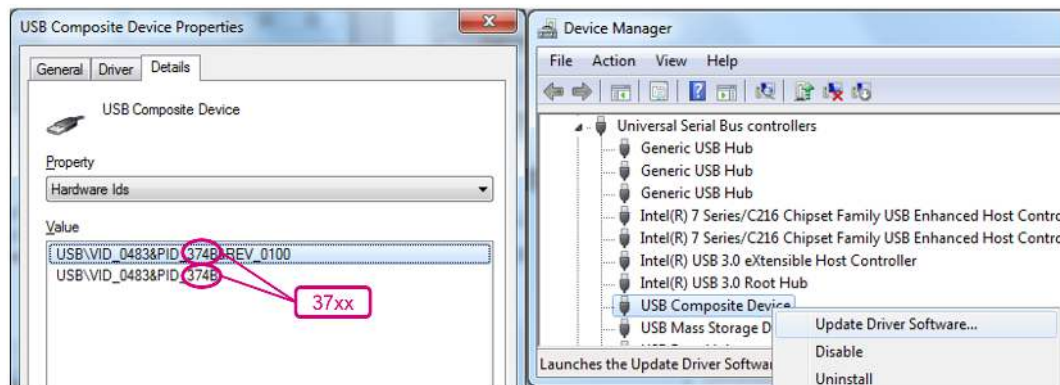 USB Composite Device Properties
General Driver Details
USB Composite Device
Property
Hardware Ids
Value
USB\VID_0483&PID_374B&REV_0100
USB\VID_0483&PID_374B
37xx
Device Manager
File Action View Help
Universal Serial Bus controllers
Generic USB Hub
Generic USB Hub
Generic USB Hub
Intel(R) 7 Series/C216 Chipset Family USB Enhanced Host Contro
Intel(R) 7 Series/C216 Chipset Family USB Enhanced Host Contro
Intel(R) USB 3.0 eXtensible Host Controller
Intel(R) USB 3.0 Root Hub
USB Composite Device
USB Mass Storage D
Launches the Update Driver Softwa
Update Driver Software...
Disable
Uninstall